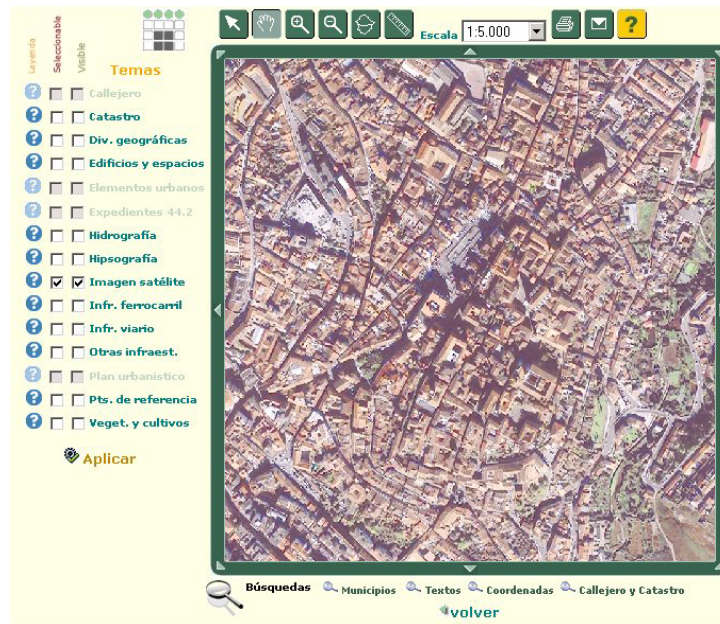 Leyenda
Seleccionable
Visible
Temas
Escala 1:5.000
?
? Callejero
? Catastro
? Div. geográficas
? Edificios y espacios
? Elementos urbanos
? Expedientes 44.2
? Hidrografía
? Hipsografía
? Imagen satélite
? Infr. ferrocarril
? Infr. viario
? Otras infraest.
? Plan urbanistico
? Pts. de referencia
? Veget. y cultivos
Aplicar
Búsquedas Municipios Textos Coordenadas Callejero y Catastro
volver